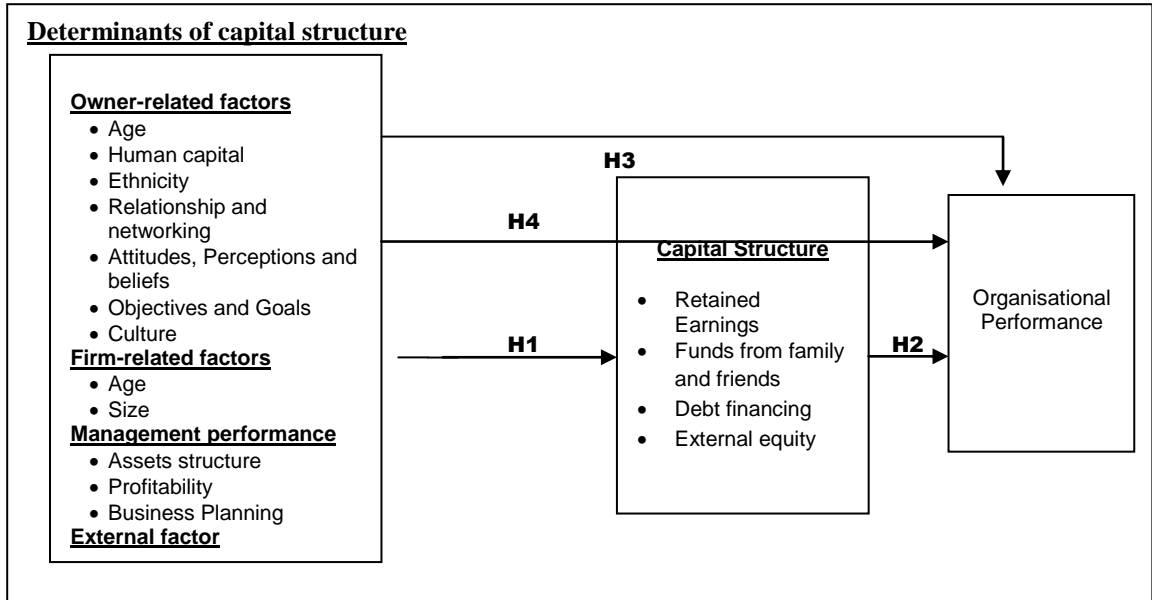 Determinants of capital structure
Owner-related factors
• Age
• Human capital
• Ethnicity
• Relationship and
networking
• Attitudes, Perceptions and
beliefs
• Objectives and Goals
• Culture
Firm-related factors
• Age
• Size
Management performance
• Assets structure
• Profitability
• Business Planning
External factor
H3
H4
H1
Capital Structure
• Retained
Earnings
• Funds from family
and friends
• Debt financing
• External equity
H2
Organisational
Performance